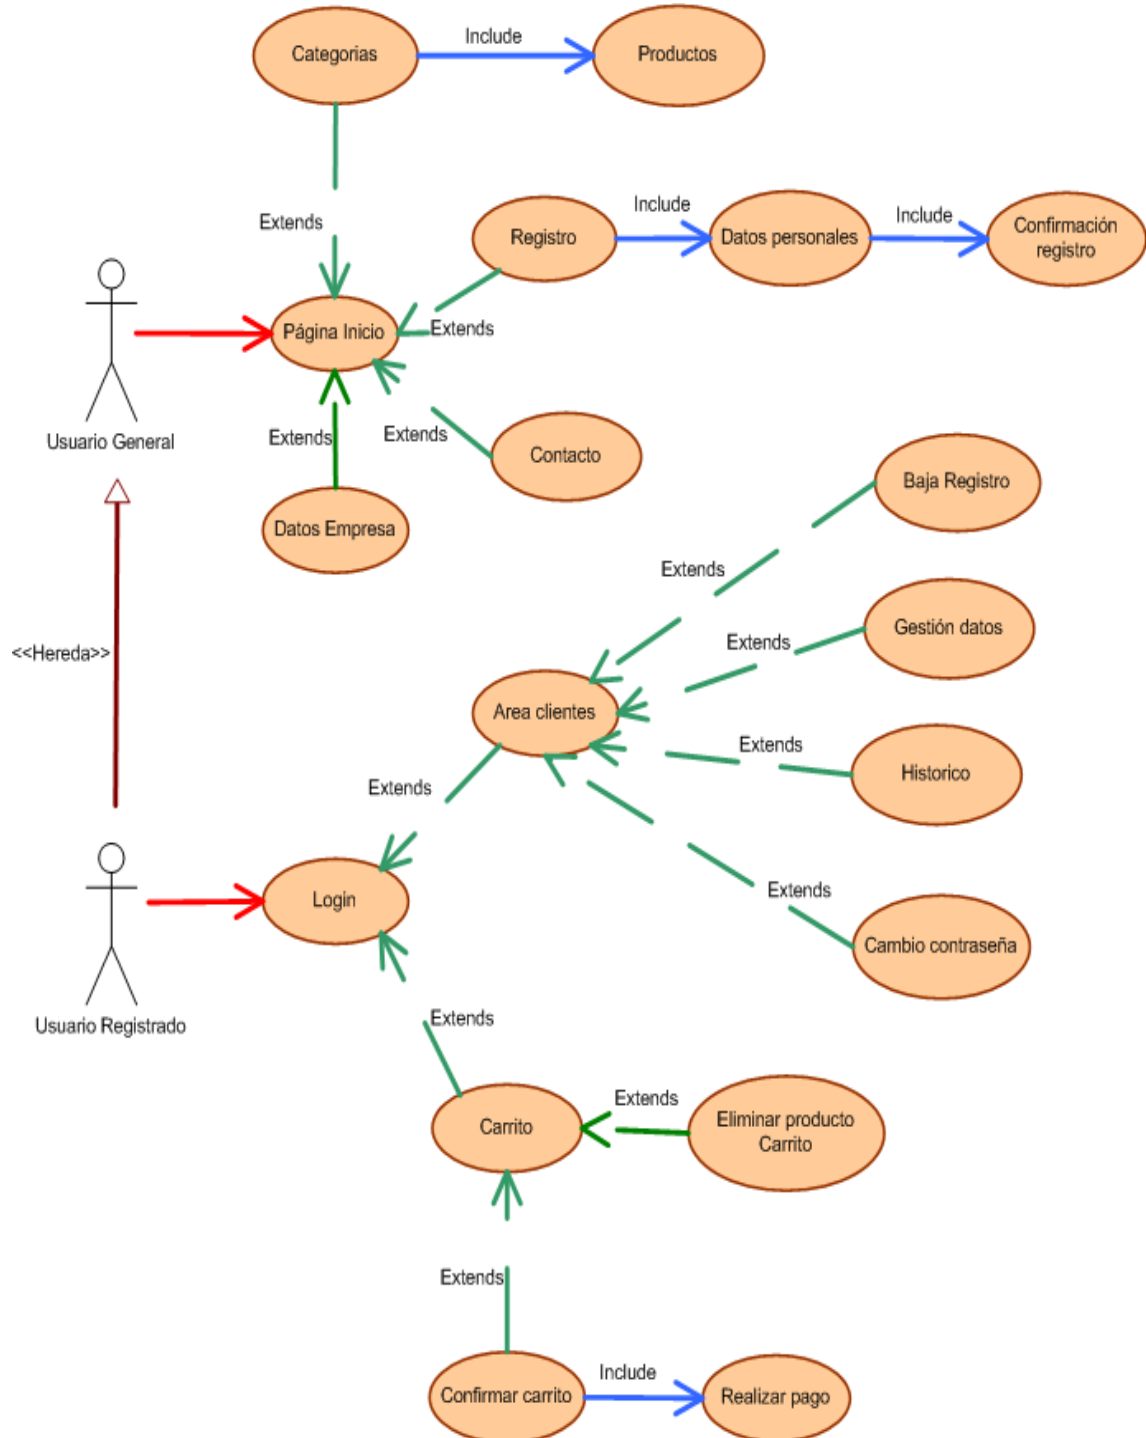 Categorias
Include
Productos
Extends
Registro
Include
Datos personales
Include
Confirmación
registro
Página Inicio
Extends
Usuario General
Extends
Extends
Contacto
Datos Empresa
Baja Registro
Extends
Gestión datos
Extends
<<Hereda>>
Area clientes
Extends
Historico
Extends
Extends
Cambio contraseña
Login
Usuario Registrado
Extends
Carrito
Extends
Eliminar producto
Carrito
Extends
Confirmar carrito
Include
Realizar pago